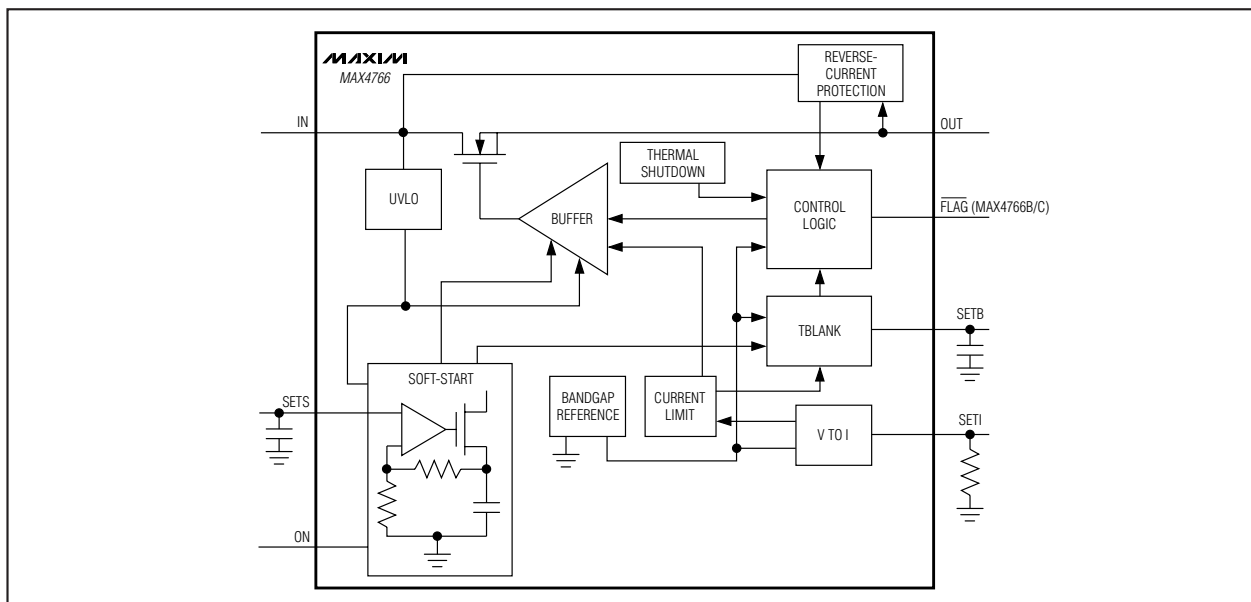 MAXIM
MAX4766
REVERSE-
CURRENT
PROTECTION
IN
OUT
THERMAL
SHUTDOWN
UVLO
BUFFER
CONTROL
LOGIC
FLAG (MAX4766B/C)
SETB
TBLANK
SOFT-START
SETS
BANDGAP
REFERENCE
CURRENT
LIMIT
V TO I
SETI
ON